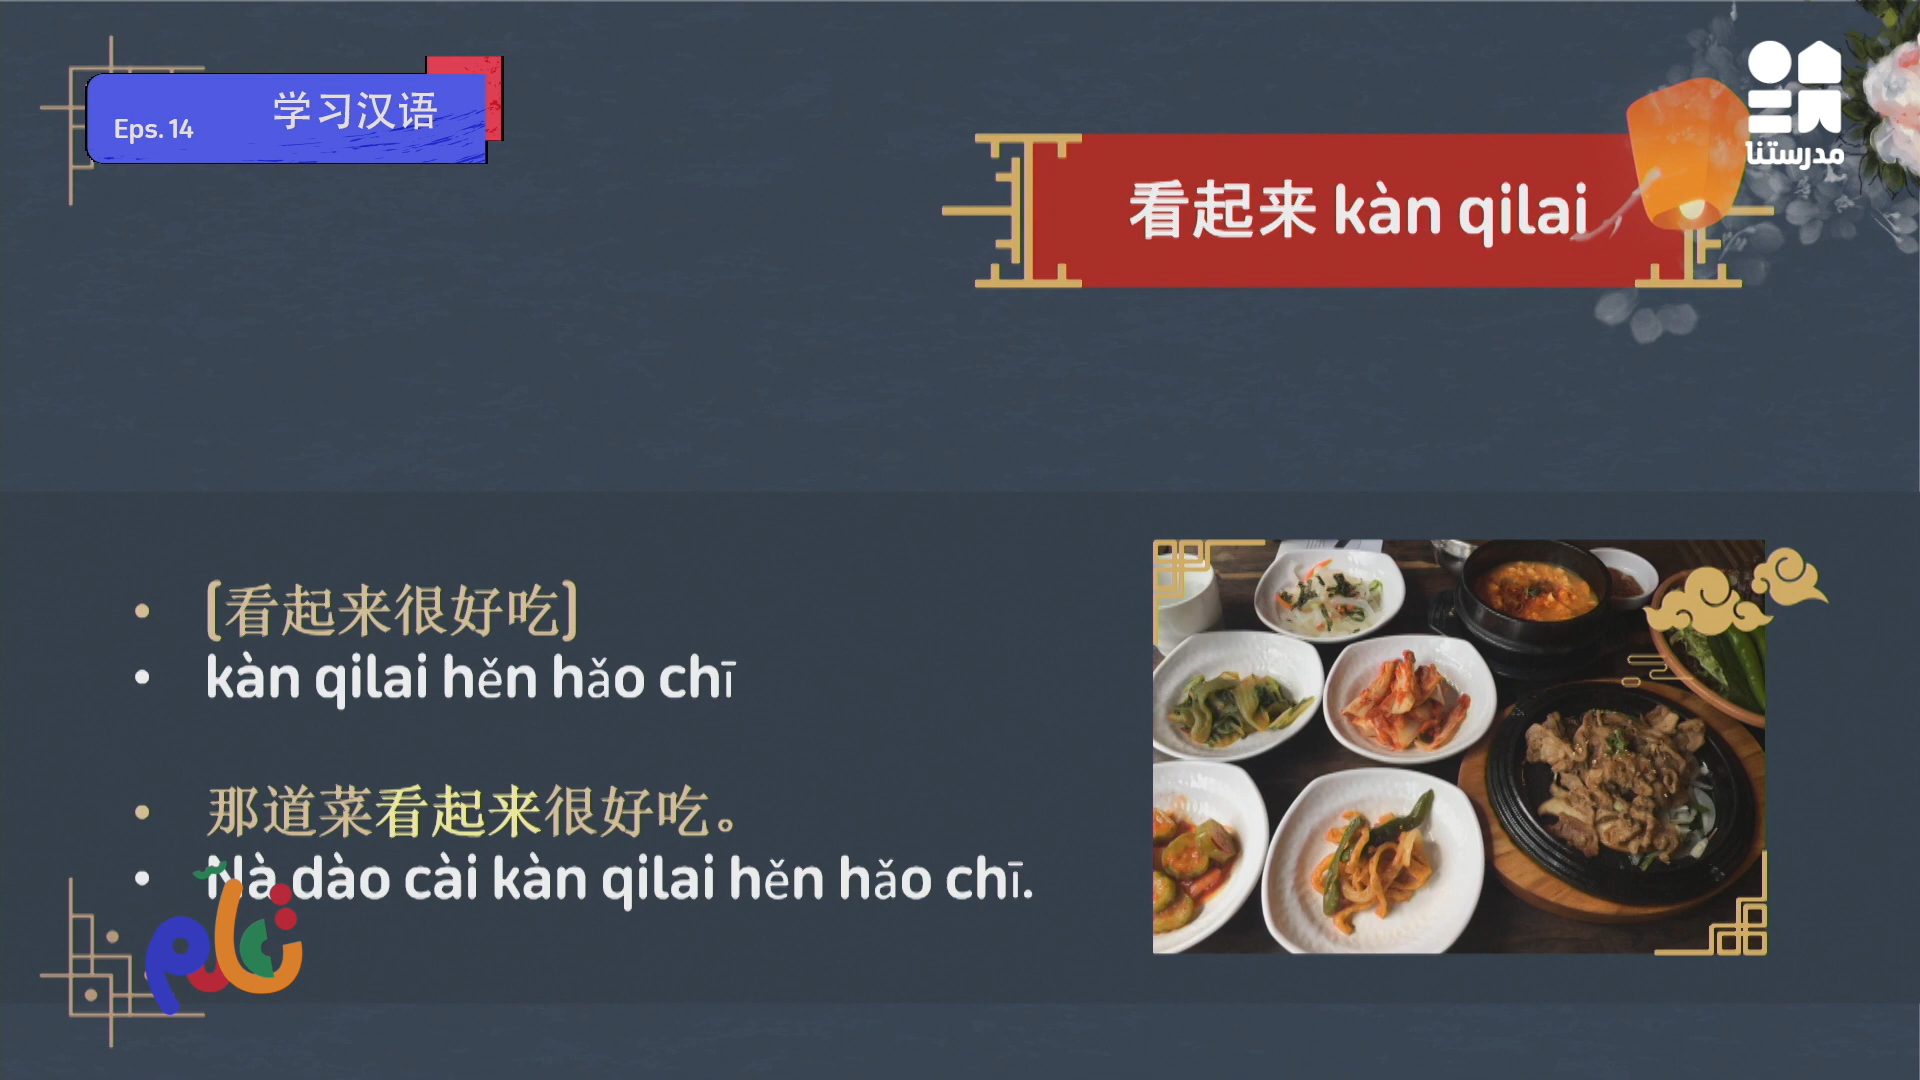 Eps. 14
学习汉语
مدرستنا
看起来 kàn qilai
[看起来很好吃]
kàn qilai hěn hǎo chī
那道菜看起来很好吃。
Nà dào cài kàn qilai hěn hǎo chī.